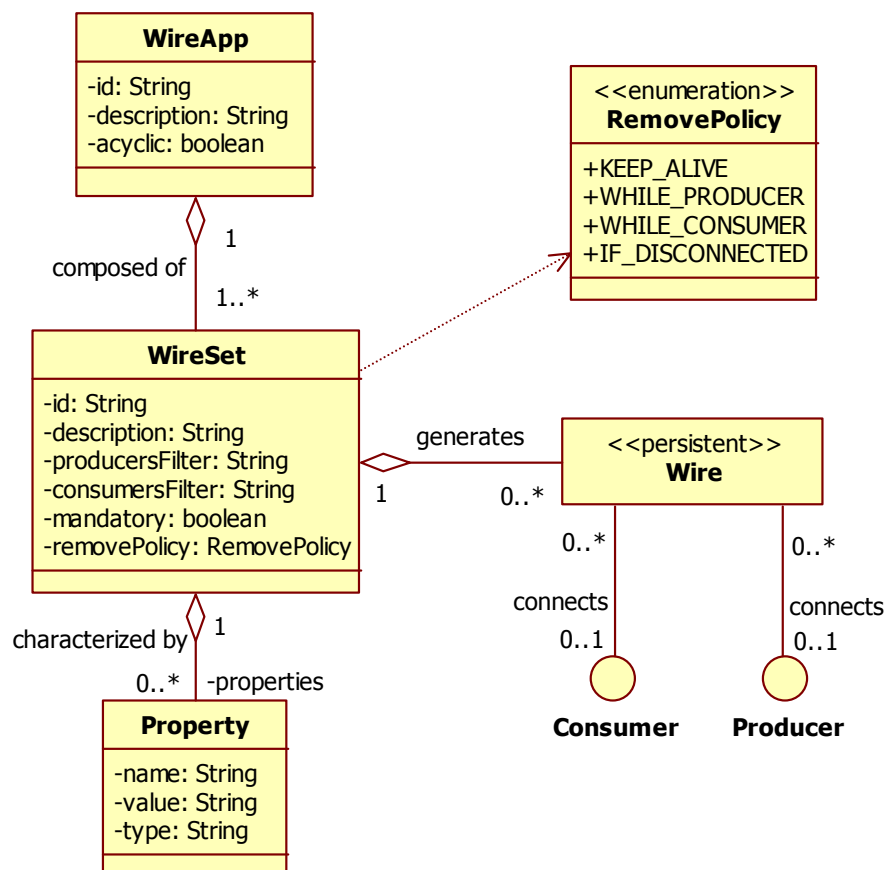 WireApp
-id: String
-description: String
-acyclic: boolean
<<enumeration>>
RemovePolicy
+KEEP_ALIVE
+WHILE_PRODUCER
+WHILE_CONSUMER
+IF_DISCONNECTED
1
composed of
1..*
WireSet
-id: String
-description: String
-producersFilter: String
-consumersFilter: String
-mandatory: boolean
-removePolicy: RemovePolicy
generates
1
0..*
<<persistent>>
Wire
0..*
0..*
connects
connects
0..1
0..1
Consumer
Producer
1
characterized by
0..*
-properties
Property
-name: String
-value: String
-type: String